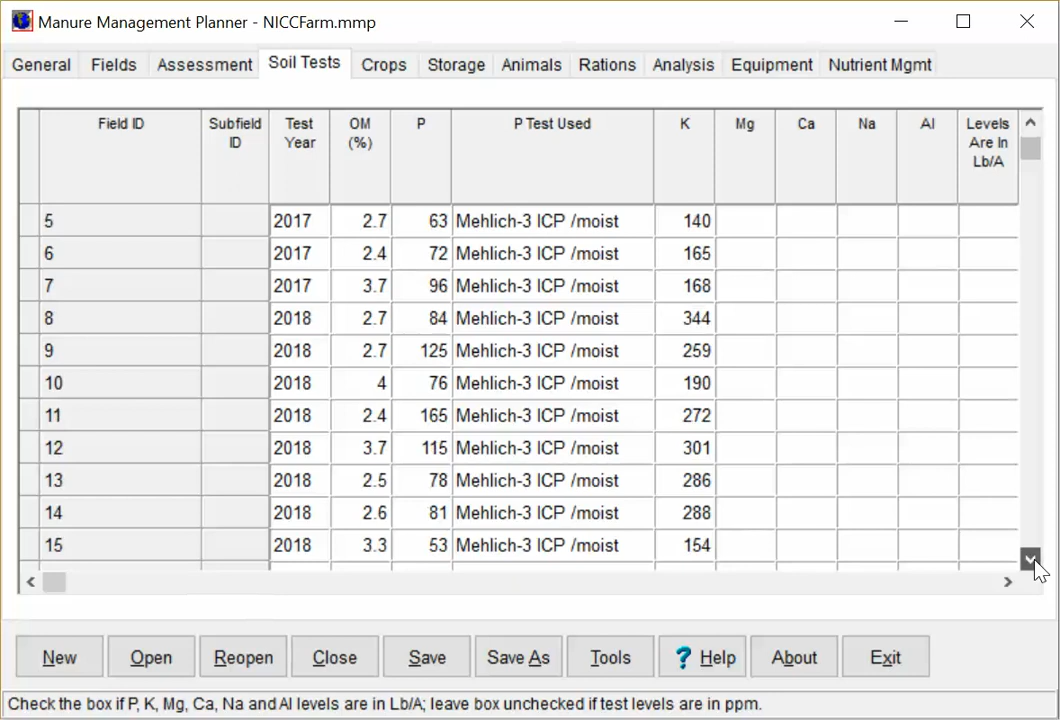 Manure Management Planner - NICCFarm.mmp
General Fields Assessment Soil Tests Crops Storage Animals Rations Analysis Equipment Nutrient Mgmt
Field ID Subfield Test OM P P Test Used K Mg Ca Na Al Levels
ID Year (%) Are In
Lb/A
5 2017 2.7 63 Mehlich-3 ICP /moist 140
6 2017 2.4 72 Mehlich-3 ICP /moist 165
7 2017 3.7 96 Mehlich-3 ICP /moist 168
8 2018 2.7 84 Mehlich-3 ICP /moist 344
9 2018 2.7 125 Mehlich-3 ICP /moist 259
10 2018 4 76 Mehlich-3 ICP /moist 190
11 2018 2.4 165 Mehlich-3 ICP /moist 272
12 2018 3.7 115 Mehlich-3 ICP /moist 301
13 2018 2.5 78 Mehlich-3 ICP /moist 286
14 2018 2.6 81 Mehlich-3 ICP /moist 288
15 2018 3.3 53 Mehlich-3 ICP /moist 154
New Open Reopen Close Save Save As Tools ? Help About Exit
Check the box if P, K, Mg, Ca, Na and Al levels are in Lb/A; leave box unchecked if test levels are in ppm.